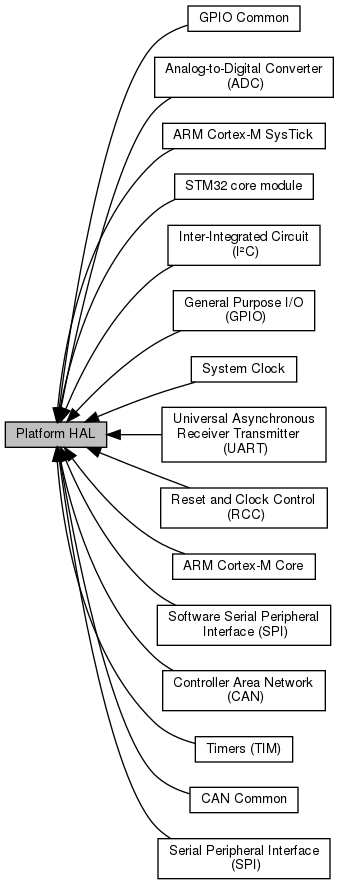 GPIO Common
Analog-to-Digital Converter
(ADC)
ARM Cortex-M SysTick
STM32 core module
Inter-Integrated Circuit
(I²C)
General Purpose I/O
(GPIO)
System Clock
Platform HAL
Universal Asynchronous
Receiver Transmitter
(UART)
Reset and Clock Control
(RCC)
ARM Cortex-M Core
Software Serial Peripheral
Interface (SPI)
Controller Area Network
(CAN)
Timers (TIM)
CAN Common
Serial Peripheral Interface
(SPI)